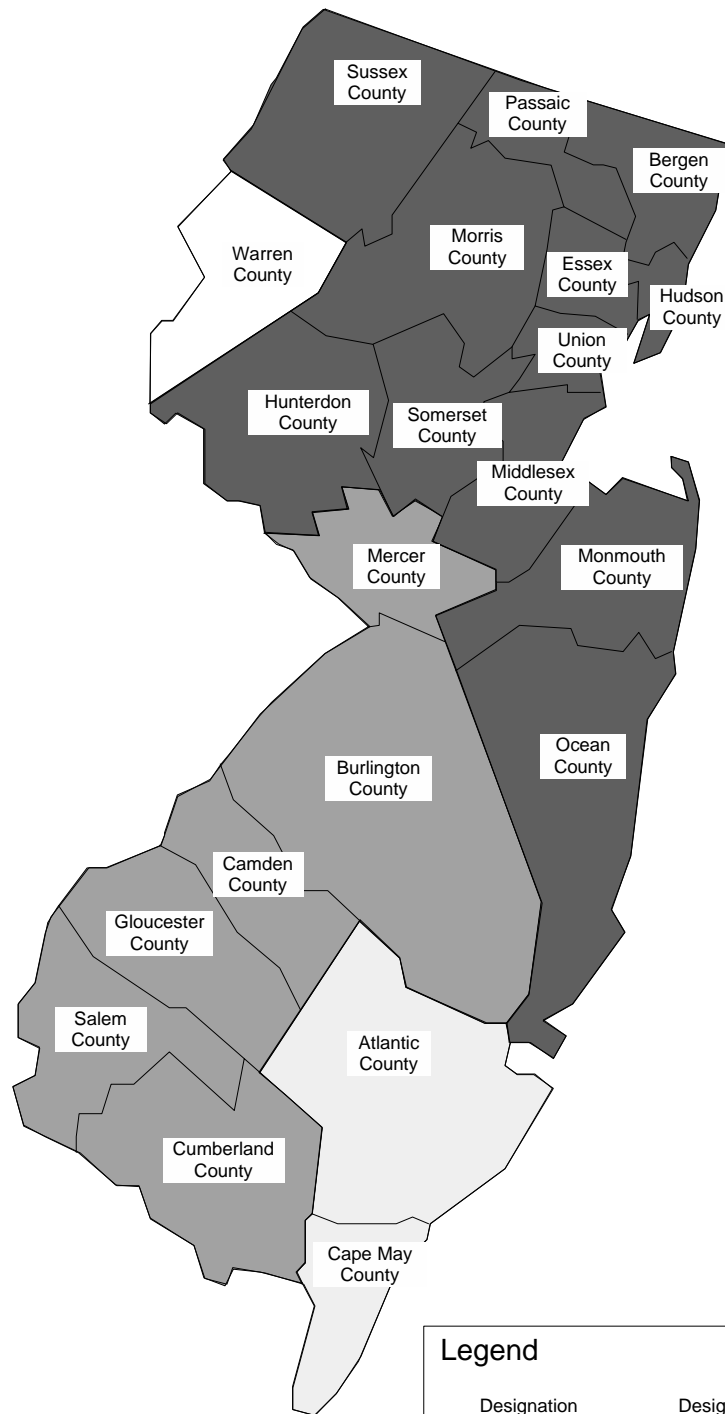 Sussex
County
Passaic
County
Bergen
County
Warren
County
Morris
County
Essex
County
Hudson
County
Union
County
Hunterdon
County
Somerset
County
Middlesex
County
Mercer
County
Monmouth
County
Ocean
County
Burlington
County
Camden
County
Gloucester
County
Salem
County
Atlantic
County
Cumberland
County
Cape May
County
Legend
Designation Desig